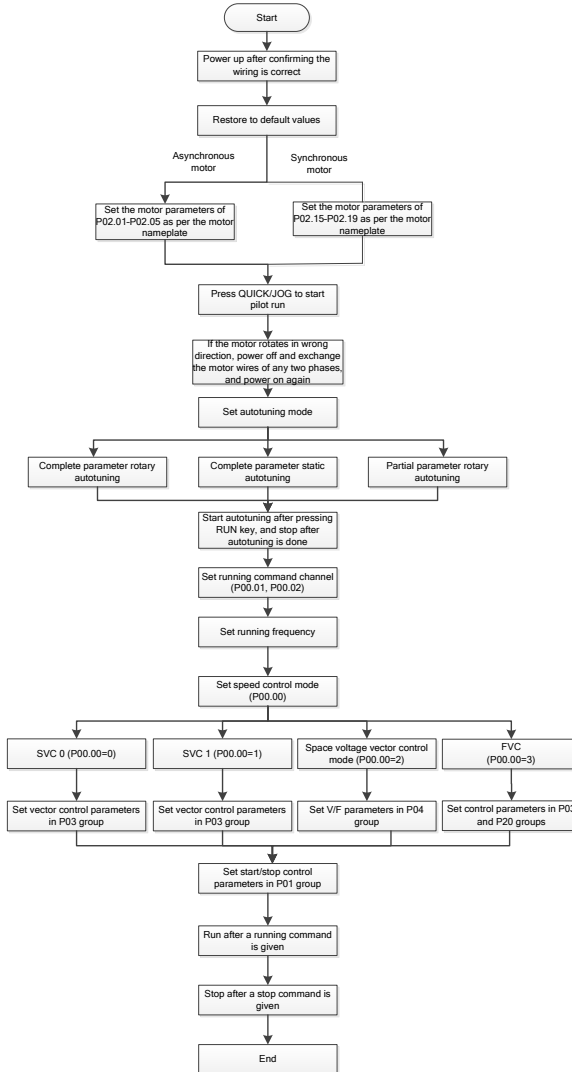 Start
Power up after confirming the
wiring is correct
Restore to default values
Asynchronous
motor
Synchronous
motor
Set the motor parameters of
P02.01-P02.05 as per the motor
nameplate
Set the motor parameters of
P02.15-P02.19 as per the motor
nameplate
Press QUICK/JOG to start
pilot run
If the motor rotates in wrong
direction, power off and exchange
the motor wires of any two phases,
and power on again
Set autotuning mode
Complete parameter rotary
autotuning
Complete parameter static
autotuning
Partial parameter rotary
autotuning
Start autotuning after pressing
RUN key, and stop after
autotuning is done
Set running command channel
(P00.01, P00.02)
Set running frequency
Set speed control mode
(P00.00)
SVC 0 (P00.00=0)
SVC 1 (P00.00=1)
Space voltage vector control
mode (P00.00=2)
FVC
(P00.00=3)
Set vector control parameters
in P03 group
Set vector control parameters
in P03 group
Set V/F parameters in P04
group
Set control parameters in P03
and P20 groups
Set start/stop control
parameters in P01 group
Run after a running command
is given
Stop after a stop command is
given
End